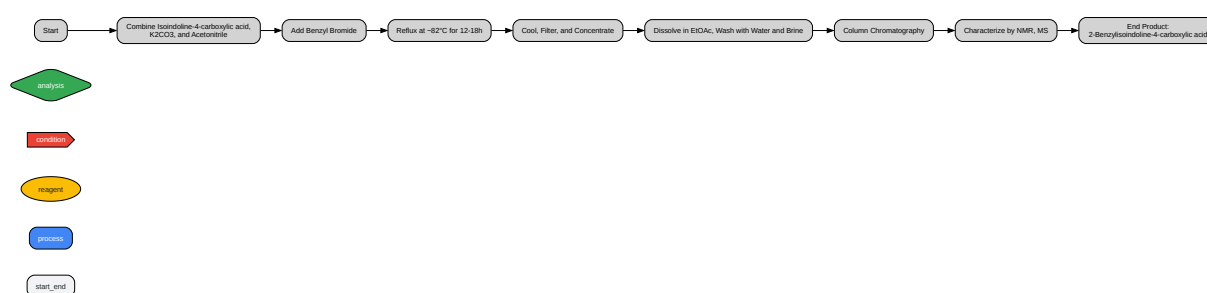 Start
Combine Isoindoline-4-carboxylic acid,
K2CO3, and Acetonitrile
Add Benzyl Bromide
Reflux at ~82°C for 12-18h
Cool, Filter, and Concentrate
Dissolve in EtOAc, Wash with Water and Brine
Column Chromatography
Characterize by NMR, MS
End Product:
2-Benzylisoindoline-4-carboxylic acid
analysis
condition
reagent
process
start_end